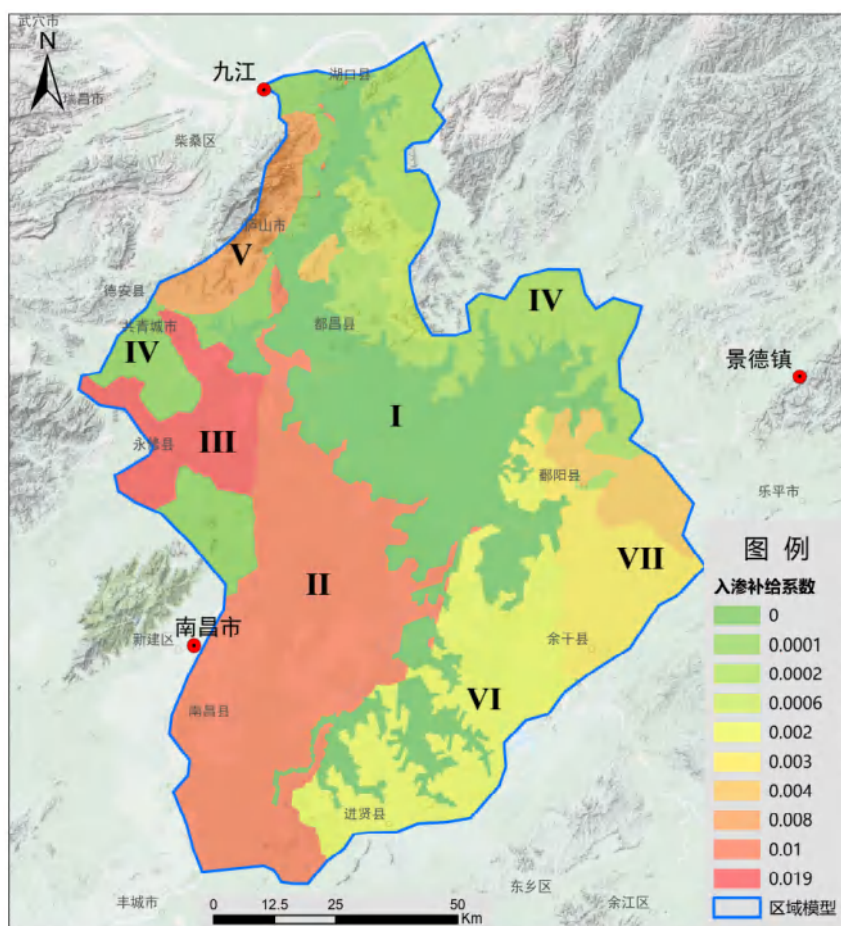 武穴市
N
九江
湖口县
瑞昌市
柴桑区
庐山市
V
德安县
IV
共青城市
都昌县
IV
景德镇
I
III
永修县
鄱阳县
乐平市
VII
II
南昌市
新建区
余干县
VI
南昌县
进贤县
丰城市
东乡区
余江区
0 12.5 25 50
Km
图 例
入渗补给系数
0
0.0001
0.0002
0.0006
0.002
0.003
0.004
0.008
0.01
0.019
区域模型